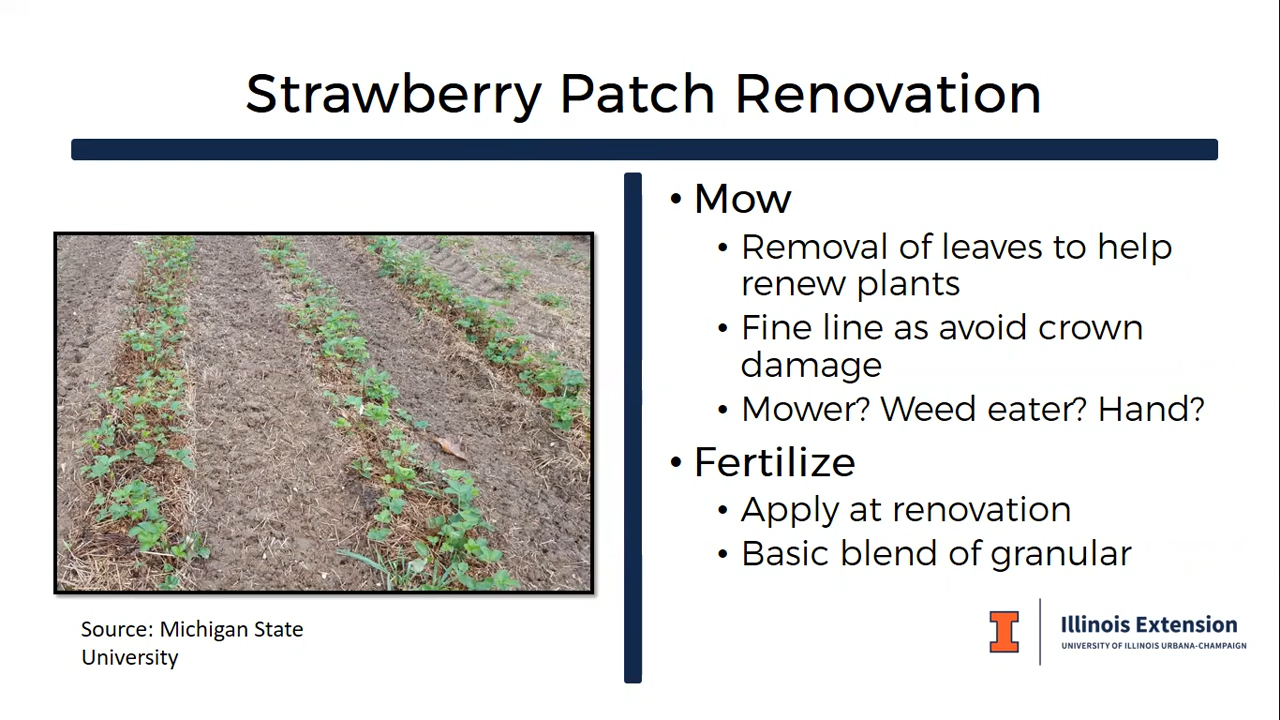 Strawberry Patch Renovation
• Mow
• Removal of leaves to help
renew plants
• Fine line as avoid crown
damage
• Mower? Weed eater? Hand?
• Fertilize
• Apply at renovation
• Basic blend of granular
Source: Michigan State
University
I
Illinois Extension
UNIVERSITY OF ILLINOIS URBANA-CHAMPAIGN